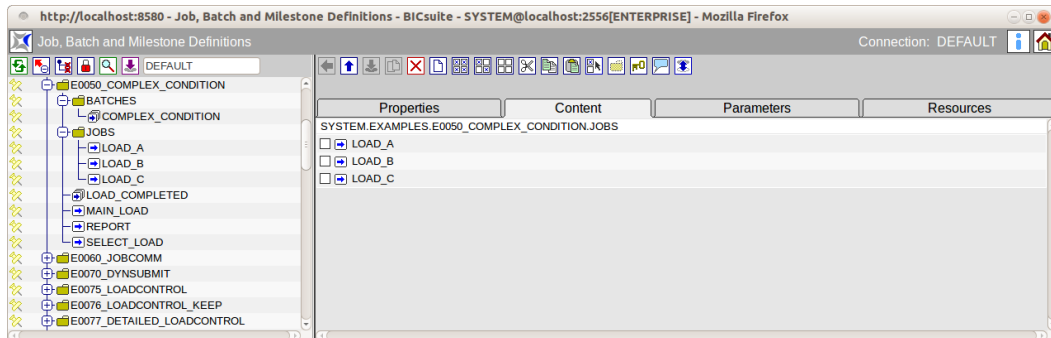 http://localhost:8580 - Job, Batch and Milestone Definitions - BICsuite - SYSTEM@localhost:2556[ENTERPRISE] - Mozilla Firefox
Job, Batch and Milestone Definitions
Connection: DEFAULT
DEFAULT
E0050_COMPLEX_CONDITION
BATCHES
COMPLEX_CONDITION
JOBS
LOAD_A
LOAD_B
LOAD_C
LOAD_COMPLETED
MAIN_LOAD
REPORT
SELECT_LOAD
E0060_JOBCOMM
E0070_DYNSUBMIT
E0075_LOADCONTROL
E0076_LOADCONTROL_KEEP
E0077_DETAILED_LOADCONTROL
Properties Content Parameters Resources
SYSTEM.EXAMPLES.E0050_COMPLEX_CONDITION.JOBS
LOAD_A
LOAD_B
LOAD_C